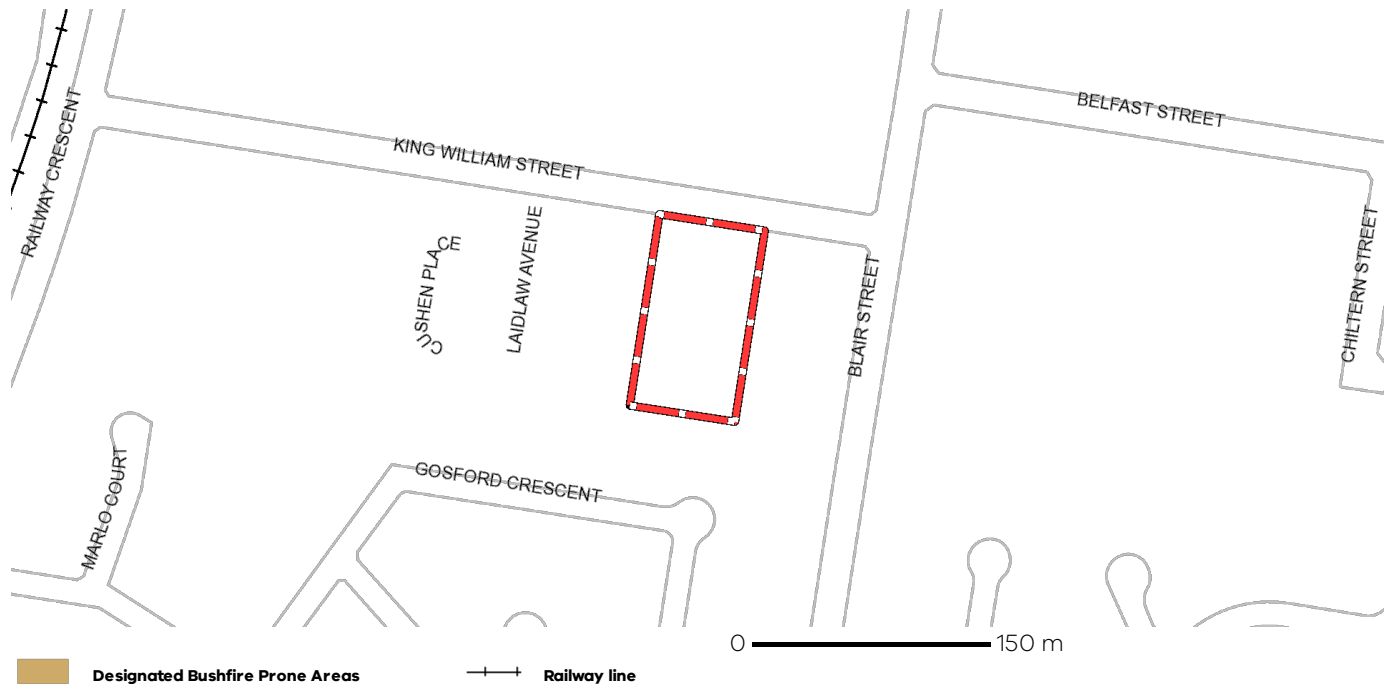 BELFAST STREET
KING WILLIAM STREET
RAILWAY CRESCENT
CUSHEN PLACE
LAIDLAW AVENUE
BLAIR STREET
CHILTERN STREET
GOSFORD CRESCENT
MARLO COURT
0 150 m
Designated Bushfire Prone Areas
Railway line